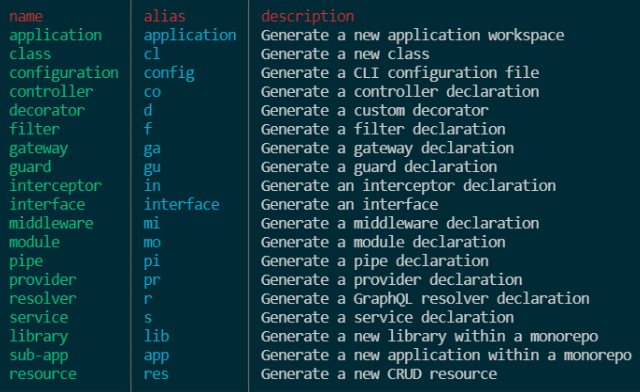 name alias description
application application Generate a new application workspace
class cl Generate a new class
configuration config Generate a CLI configuration file
controller co Generate a controller declaration
decorator d Generate a custom decorator
filter f Generate a filter declaration
gateway ga Generate a gateway declaration
guard gu Generate a guard declaration
interceptor in Generate an interceptor declaration
interface interface Generate an interface
middleware mi Generate a middleware declaration
module mo Generate a module declaration
pipe pi Generate a pipe declaration
provider pr Generate a provider declaration
resolver r Generate a GraphQL resolver declaration
service s Generate a service declaration
library lib Generate a new library within a monorepo
sub-app app Generate a new application within a monorepo
resource res Generate a new CRUD resource